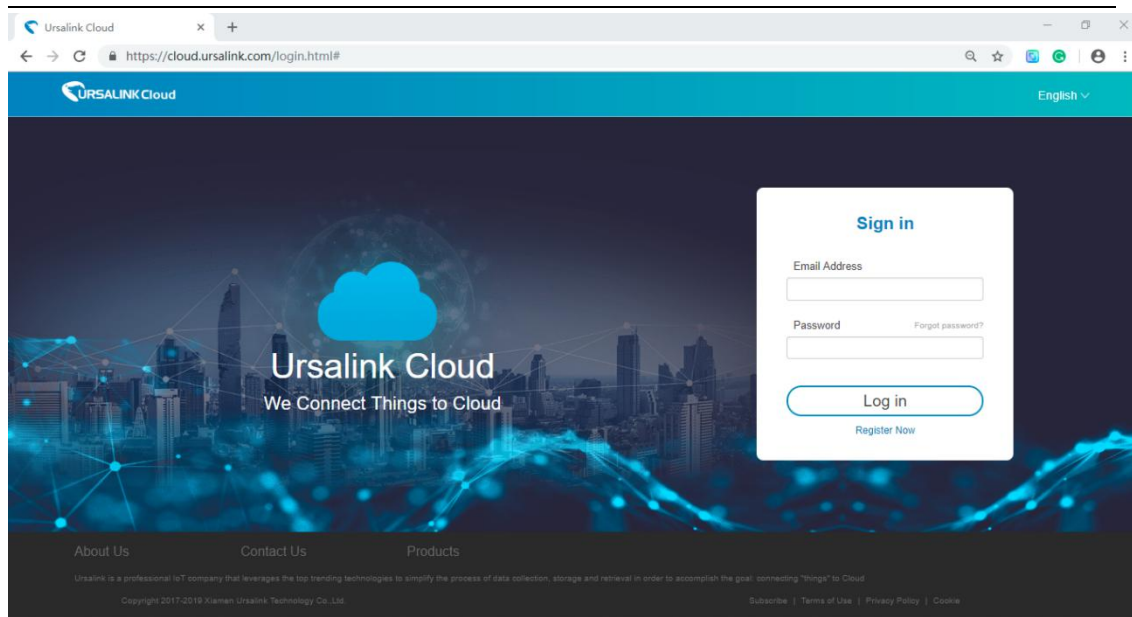 Ursalink Cloud
https://cloud.ursalink.com/login.html#
URSALINK Cloud
English
Sign in
Email Address
Password Forgot password?
Log in
Register Now
Ursalink Cloud
We Connect Things to Cloud
About Us Contact Us Products
Ursalink is a professional IoT company that leverages the top trending technologies to simplify the process of data collection, storage and retrieval in order to accomplish the goal: connecting "things" to Cloud
Copyright 2017-2019 Xiamen Ursalink Technology Co.,Ltd. Subscribe | Terms of Use | Privacy Policy | Cookie